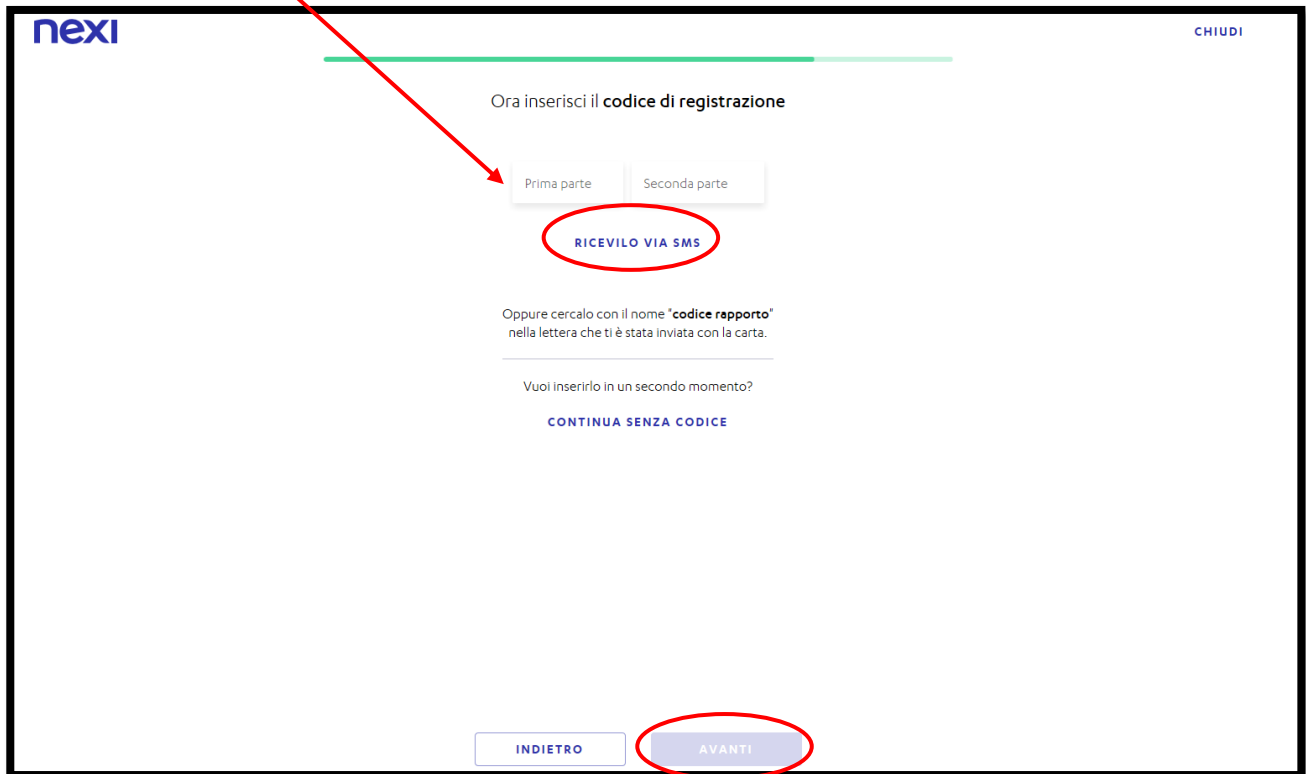 nexi
CHIUDI
Ora inserisci il codice di registrazione
Prima parte Seconda parte
RICEVILO VIA SMS
Oppure cercalo con il nome "codice rapporto"
nella lettera che ti è stata inviata con la carta.
Vuoi inserirlo in un secondo momento?
CONTINUA SENZA CODICE
INDIETRO AVANTI